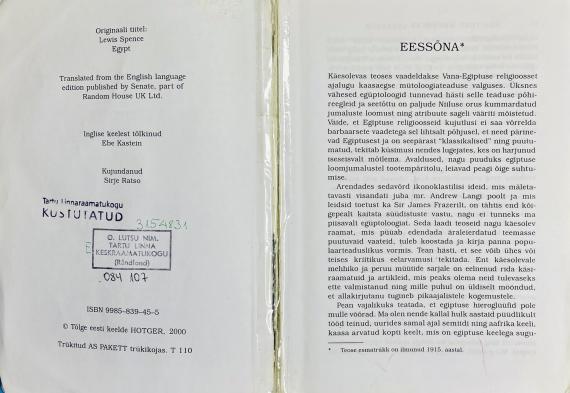 Originaali tiitel:
Lewis Spence
Egypt
Translated from the English language
edition published by Senate, part of
Random House UK Ltd.
Inglise keelest tõlkinud
Ebe Kastein
Kujundanud
Sirje Ratso
Tartu Linnaraamatukogu
KUSTUTATUD
3154831
O. LUTSU NIM.
TARTU LINNA
KESKRAAMATUKOGU
(Rändfond)
084 107
ISBN 9985-839-45-5
© Tõlge eesti keelde HOTGER, 2000
Trükitud AS PAKETT trükikojas. T 110
EESSÕNA*
Käesolevas teoses vaadeldakse Vana-Egiptuse religioosset
ajalugu kaasaegse mütoloogiateaduse valguses. Üksnes
vähesed egüptoloogid tunnevad hästi selle teaduse põhi-
reegleid ja seetõttu on paljude Niiluse orus kummardatud
jumaluste loomust ning atribuute sageli vääriti mõistetud.
Väide, et Egiptuse religioosseid kujutlusi ei saa võrrelda
barbaarsete vaadetega sel lihtsalt põhjusel, et need pärine-
vad Egiptusest ja on seepärast "klassikalised" ning puutu-
matud, tekitab küsimusi nendes lugejates, kes on harjunud
iseseisvalt mõtlema. Avaldused, nagu puuduks egiptuse
loomjumalustel tootempäritolu, leiavad peagi õige suhtu-
mise.
Arendades sedavõrd ikonoklastilisi ideid, mis mäleta-
tavasti visandati juba mr. Andrew Langi poolt ja mis
leidsid toetust ka Sir James Frazerilt, on tähtis end kõi-
gepealt kaitsta süüdistuste vastu, nagu ei tunneks ma
piisavalt egüptoloogiat. Seda laadi teoseid nagu käesolev
raamat, mis püüab edendada äraleierdatud teemasse
puutuvaid vaateid, tuleb koostada ja kirja panna popu-
laarteaduslikus vormis. Tean hästi, et see võib ühes või
teises kriitikus eelarvamusi tekitada. Ent käesolevale
mehhiko ja peruu müütide sarjale on eelnenud rida käsi-
raamatuid ja artikleid, mis peaks olema neid tulevaseks
ette valmistanud ning mille puhul on üldiselt möönud,
et allakirjutanu tugineb pikaajalistele kogemustele.
Pean vajalikuks teatada, et egiptuse hieroglüüfid pole
mulle võõrad. Ma olen nende kallal hulk aastaid püüdlikult
tööd teinud, uurides samal ajal semiidi ning aafrika keeli,
kaasa arvatud kopti keelt, mis on egiptuse keelega sugu-
* Teose esmatrükk on ilmunud 1915. aastal.